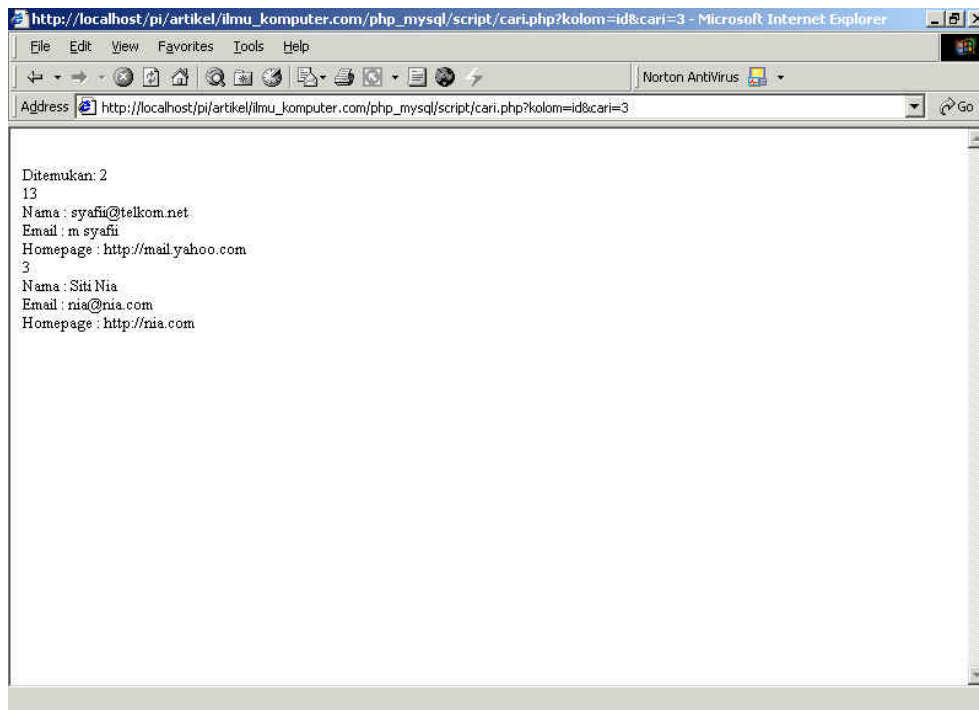 http://localhost/pi/artikel/ilmu_komputer.com/php_mysql/script/cari.php?kolom=id&cari=3 - Microsoft Internet Explorer
File Edit View Favorites Tools Help
Norton AntiVirus
Address http://localhost/pi/artikel/ilmu_komputer.com/php_mysql/script/cari.php?kolom=id&cari=3 Go
Ditemukan: 2
13
Nama : syafii@telkom.net
Email : m syafii
Homepage : http://mail.yahoo.com
3
Nama : Siti Nia
Email : nia@nia.com
Homepage : http://nia.com